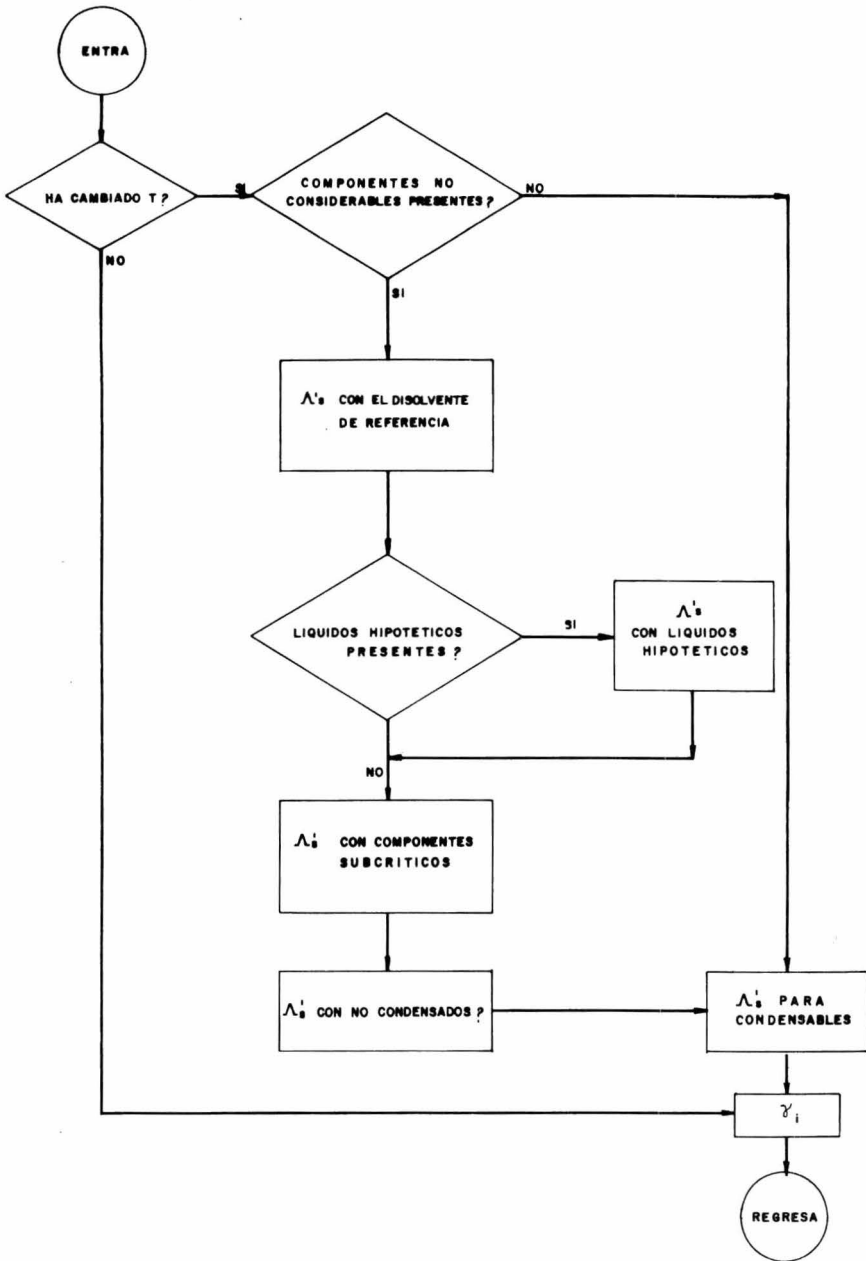 ENTRA
HA CAMBIADO T?
SI
COMPONENTES NO
CONSIDERABLES PRESENTES?
NO
NO
SI
Λ's CON EL DISOLVENTE
DE REFERENCIA
LIQUIDOS HIPOTETICOS
PRESENTES?
SI
Λ's
CON LIQUIDOS
HIPOTETICOS
NO
Λ's CON COMPONENTES
SUBCRITICOS
Λ's CON NO CONDENSADOS?
Λ's PARA
CONDENSABLES
γi
REGRESA